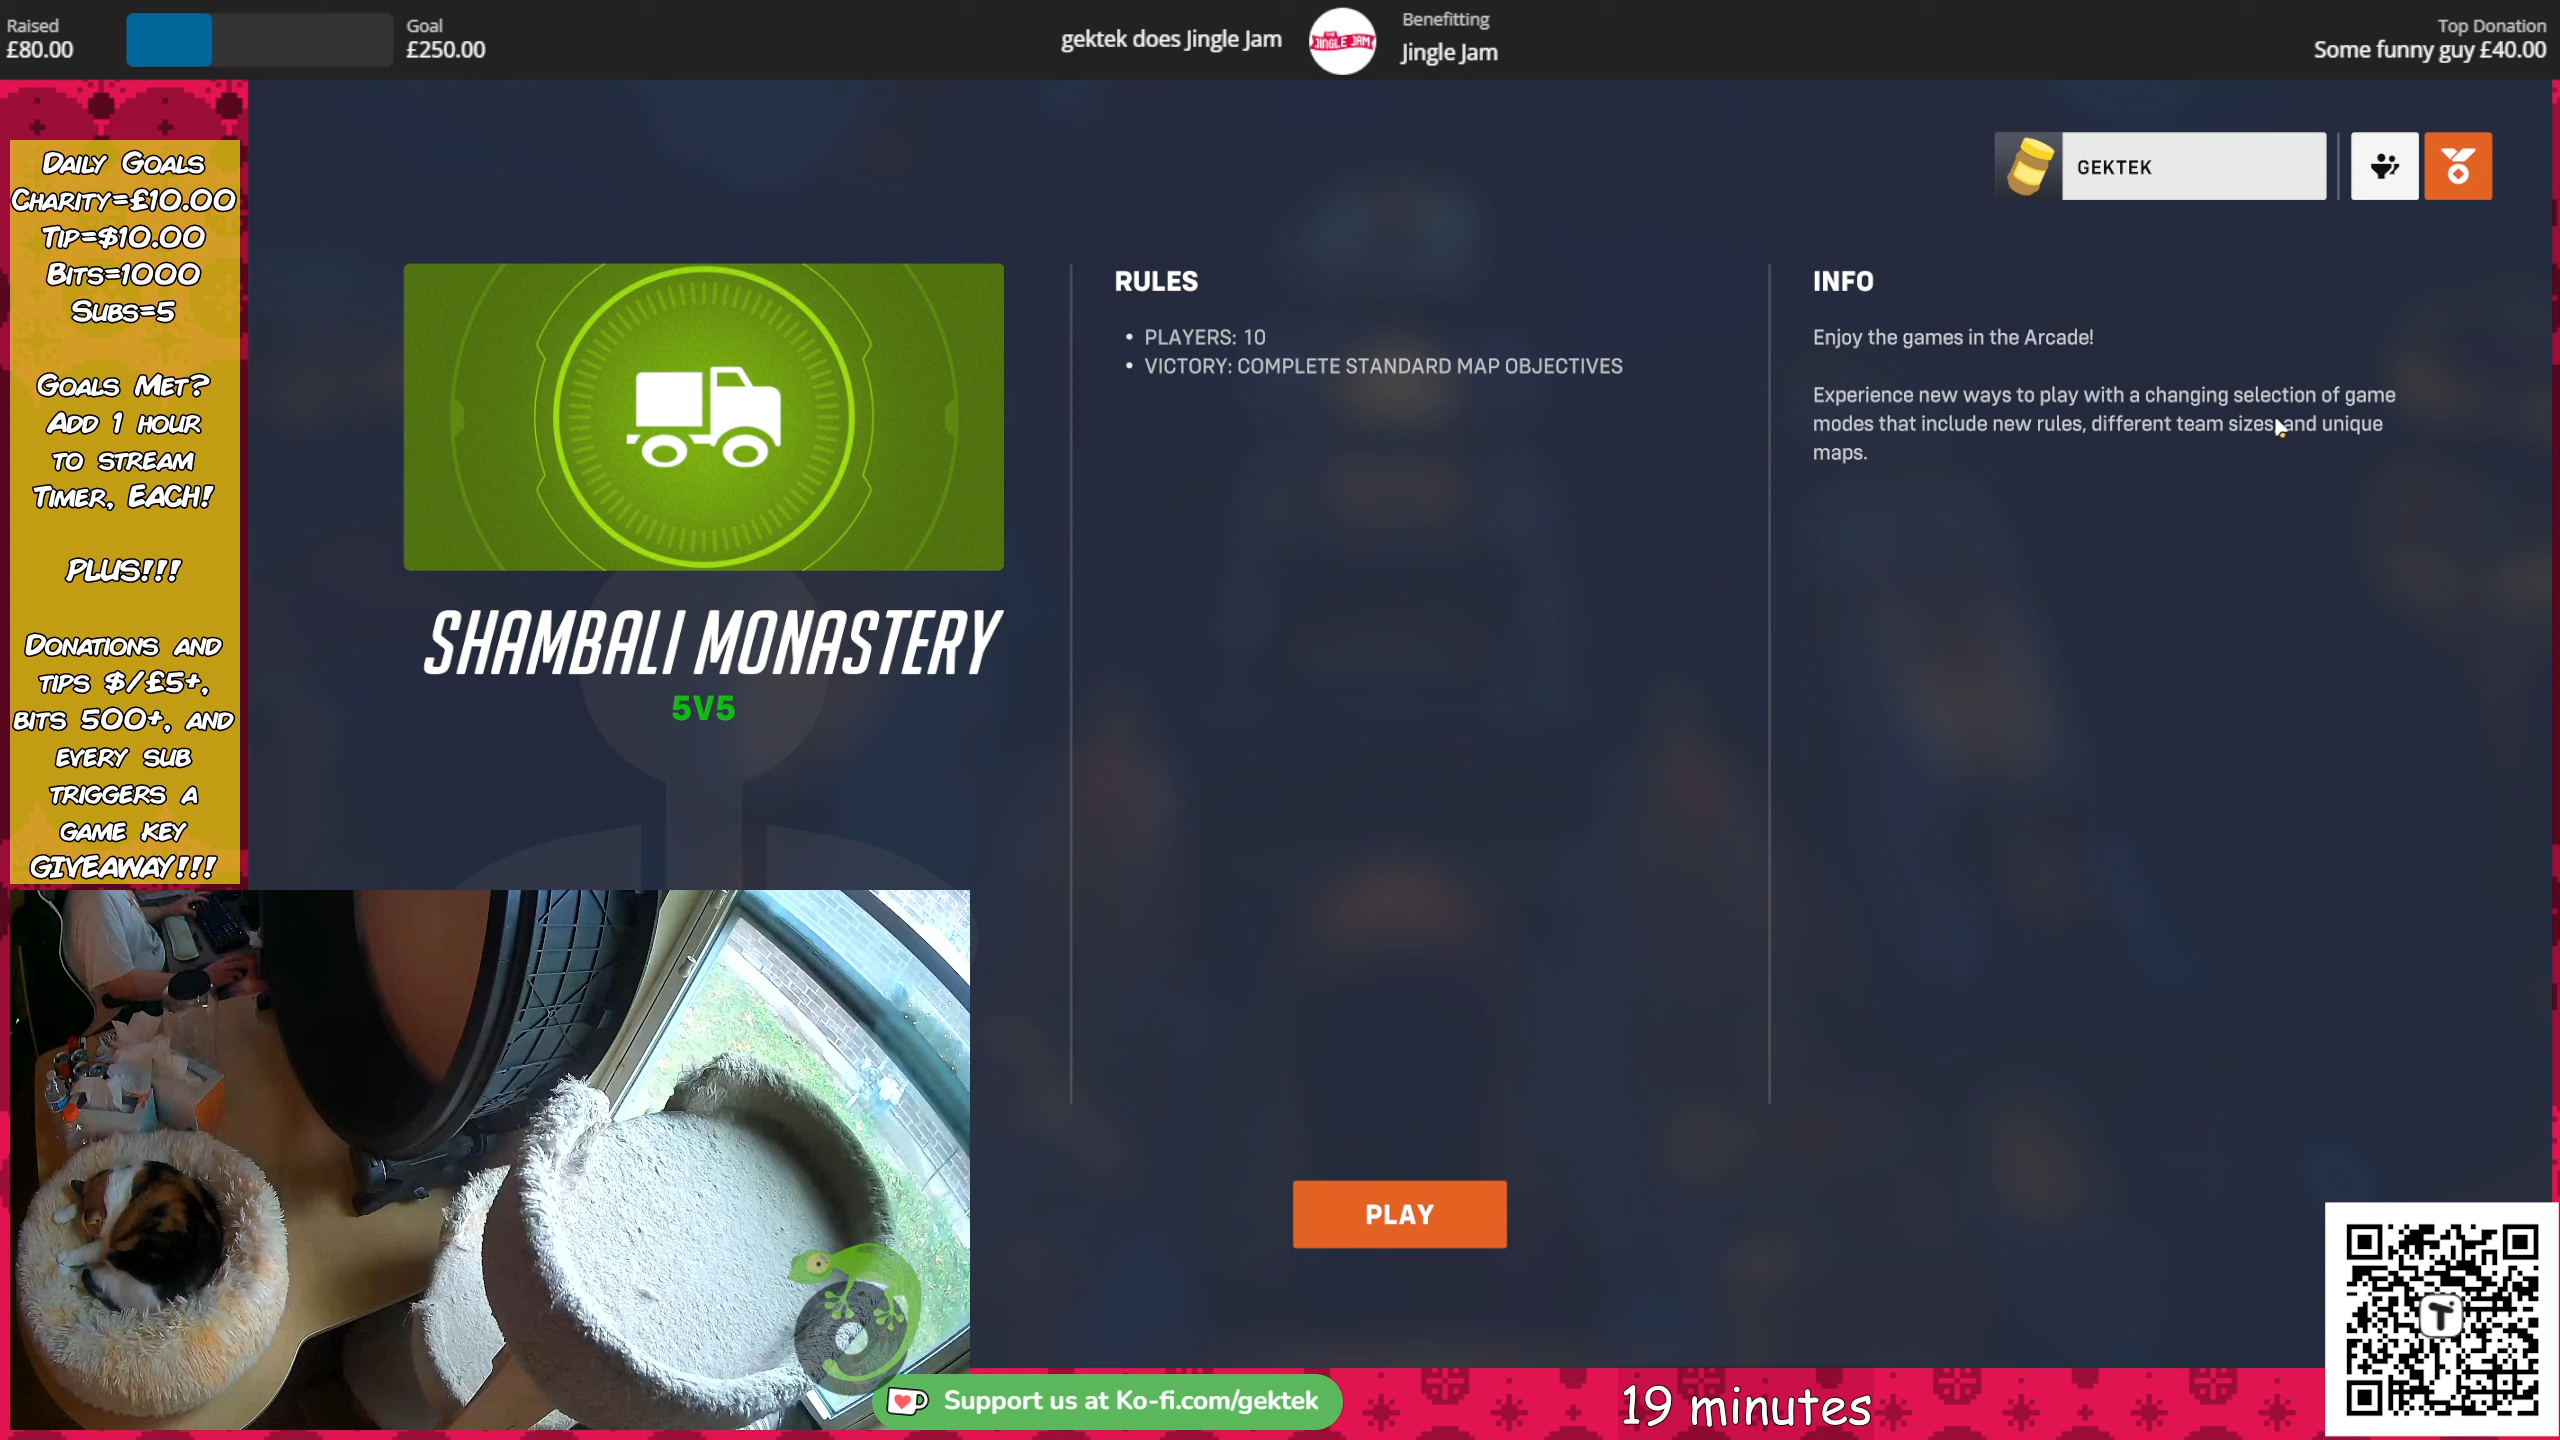 Raised
£80.00
Goal
£250.00
gektek does Jingle Jam
JINGLE JAM
Benefitting
Jingle Jam
Top Donation
Some funny guy £40.00
Daily Goals
Charity=£10.00
Tip=$10.00
Bits=1000
Subs=5
Goals Met?
Add 1 hour
to stream
Timer, EACH!
PLUS!!!
Donations and
tips $/£5+,
bits 500+, and
every sub
triggers a
game key
GIVEAWAY!!!
GEKTEK
SHAMBALI MONASTERY
5V5
RULES
• PLAYERS: 10
• VICTORY: COMPLETE STANDARD MAP OBJECTIVES
INFO
Enjoy the games in the Arcade!
Experience new ways to play with a changing selection of game
modes that include new rules, different team sizes, and unique
maps.
PLAY
Support us at Ko-fi.com/gektek
19 minutes
T